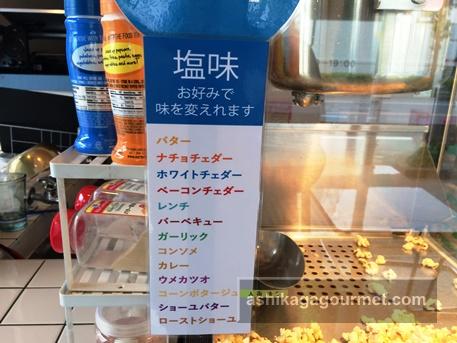 塩味
お好みで
味を変えれます
バター
ナチョチェダー
ホワイトチェダー
ベーコンチェダー
レンチ
バーベキュー
ガーリック
コンソメ
カレー
ウメカツオ
コーンポタージュ
ショーユバター
ローストショーユ
ashikagagourmet.com